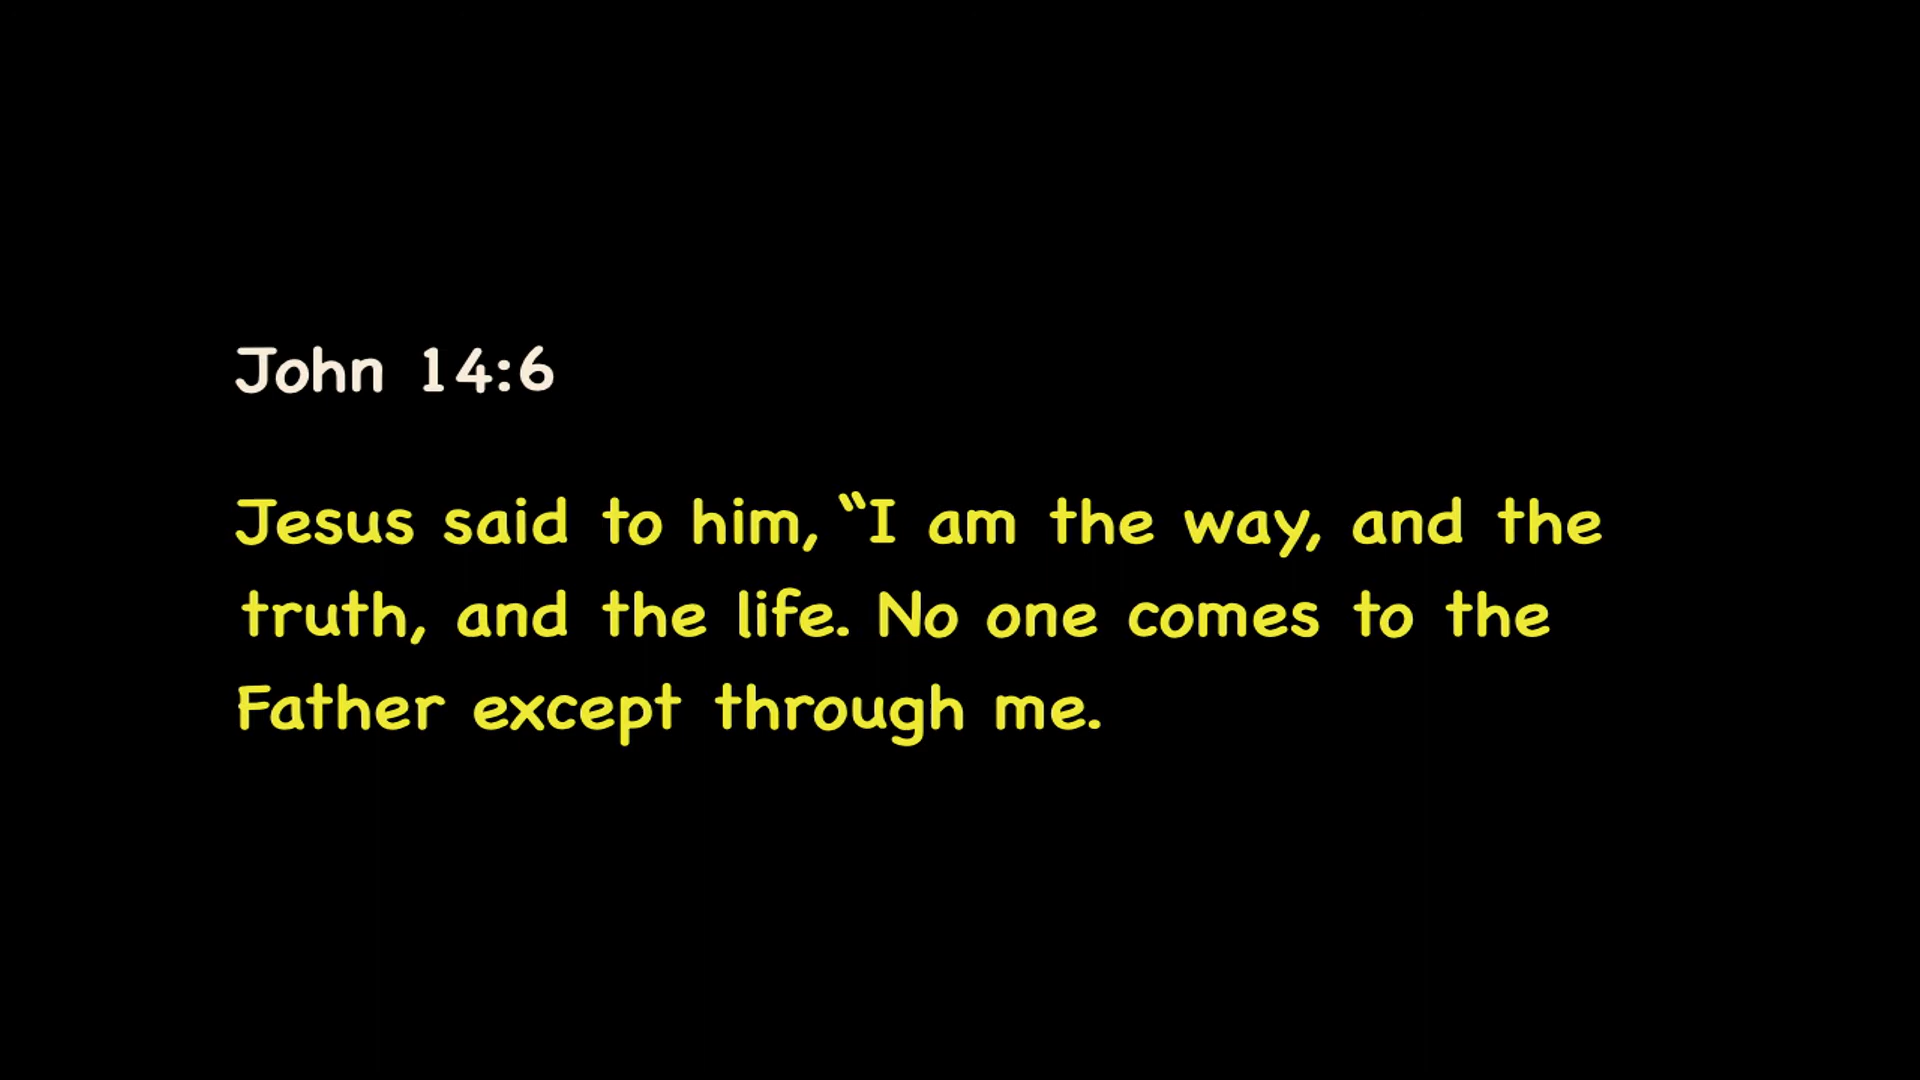 John 14:6
Jesus said to him, “I am the way, and the
truth, and the life. No one comes to the
Father except through me.